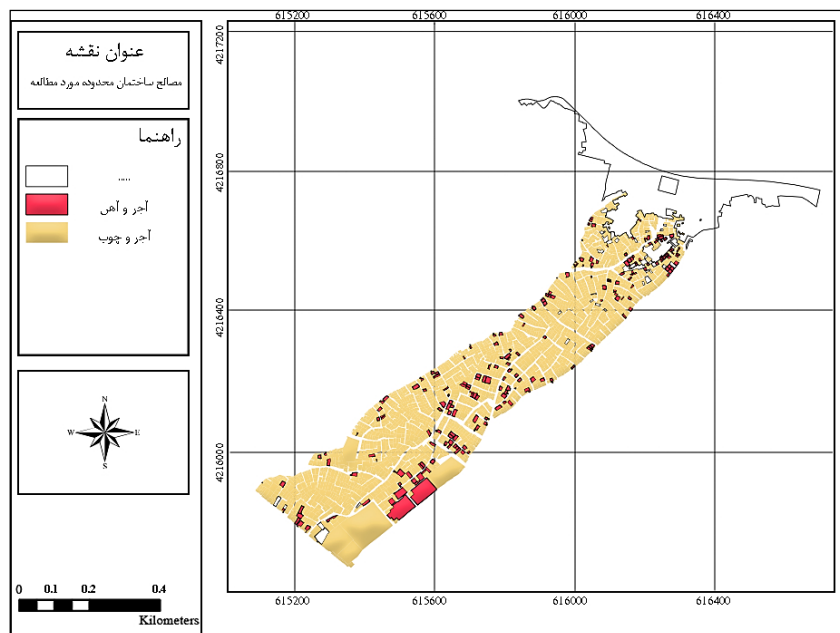 عنوان نقشه
مصالح ساختمان محدوده مورد مطالعه
راهنما
.....
آجر و آهن
آجر و چوب
N
W E
S
0 0.1 0.2 0.4
Kilometers
615200 615600 616000 616400
4217200
4216800
4216400
4216000
615200 615600 616000 616400